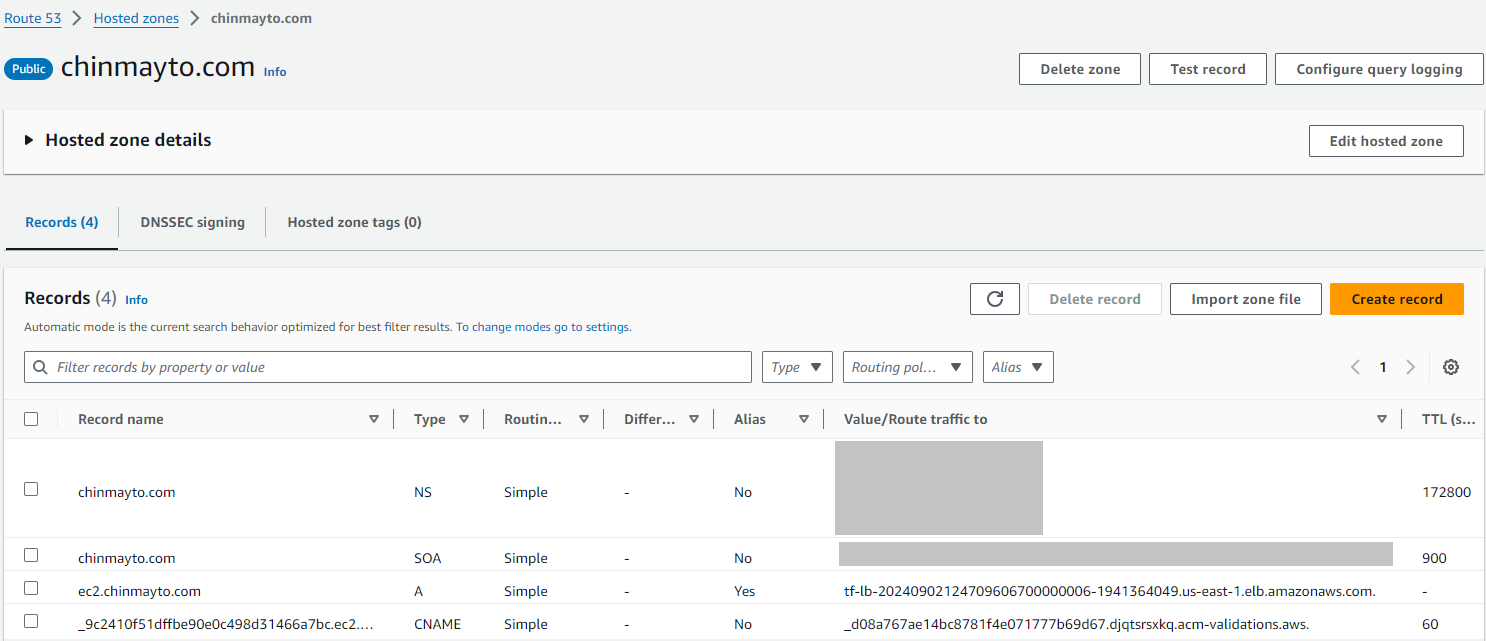 Route 53 > Hosted zones > chinmayto.com
Public chinmayto.com Info
Delete zone Test record Configure query logging
Hosted zone details Edit hosted zone
Records (4) DNSSEC signing Hosted zone tags (0)
Records (4) Info
Delete record Import zone file Create record
Automatic mode is the current search behavior optimized for best filter results. To change modes go to settings.
Filter records by property or value Type Routing pol... Alias 1
Record name Type Routin... Differ... Alias Value/Route traffic to TTL (s...
chinmayto.com NS Simple - No 172800
chinmayto.com SOA Simple - No 900
ec2.chinmayto.com A Simple - Yes tf-lb-20240902124709606700000006-1941364049.us-east-1.elb.amazonaws.com. -
_9c2410f51dffbe90e0c498d31466a7bc.ec2.... CNAME Simple - No _d08a767ae14bc8781f4e071777b69d67.djqtsrsxkq.acm-validations.aws. 60